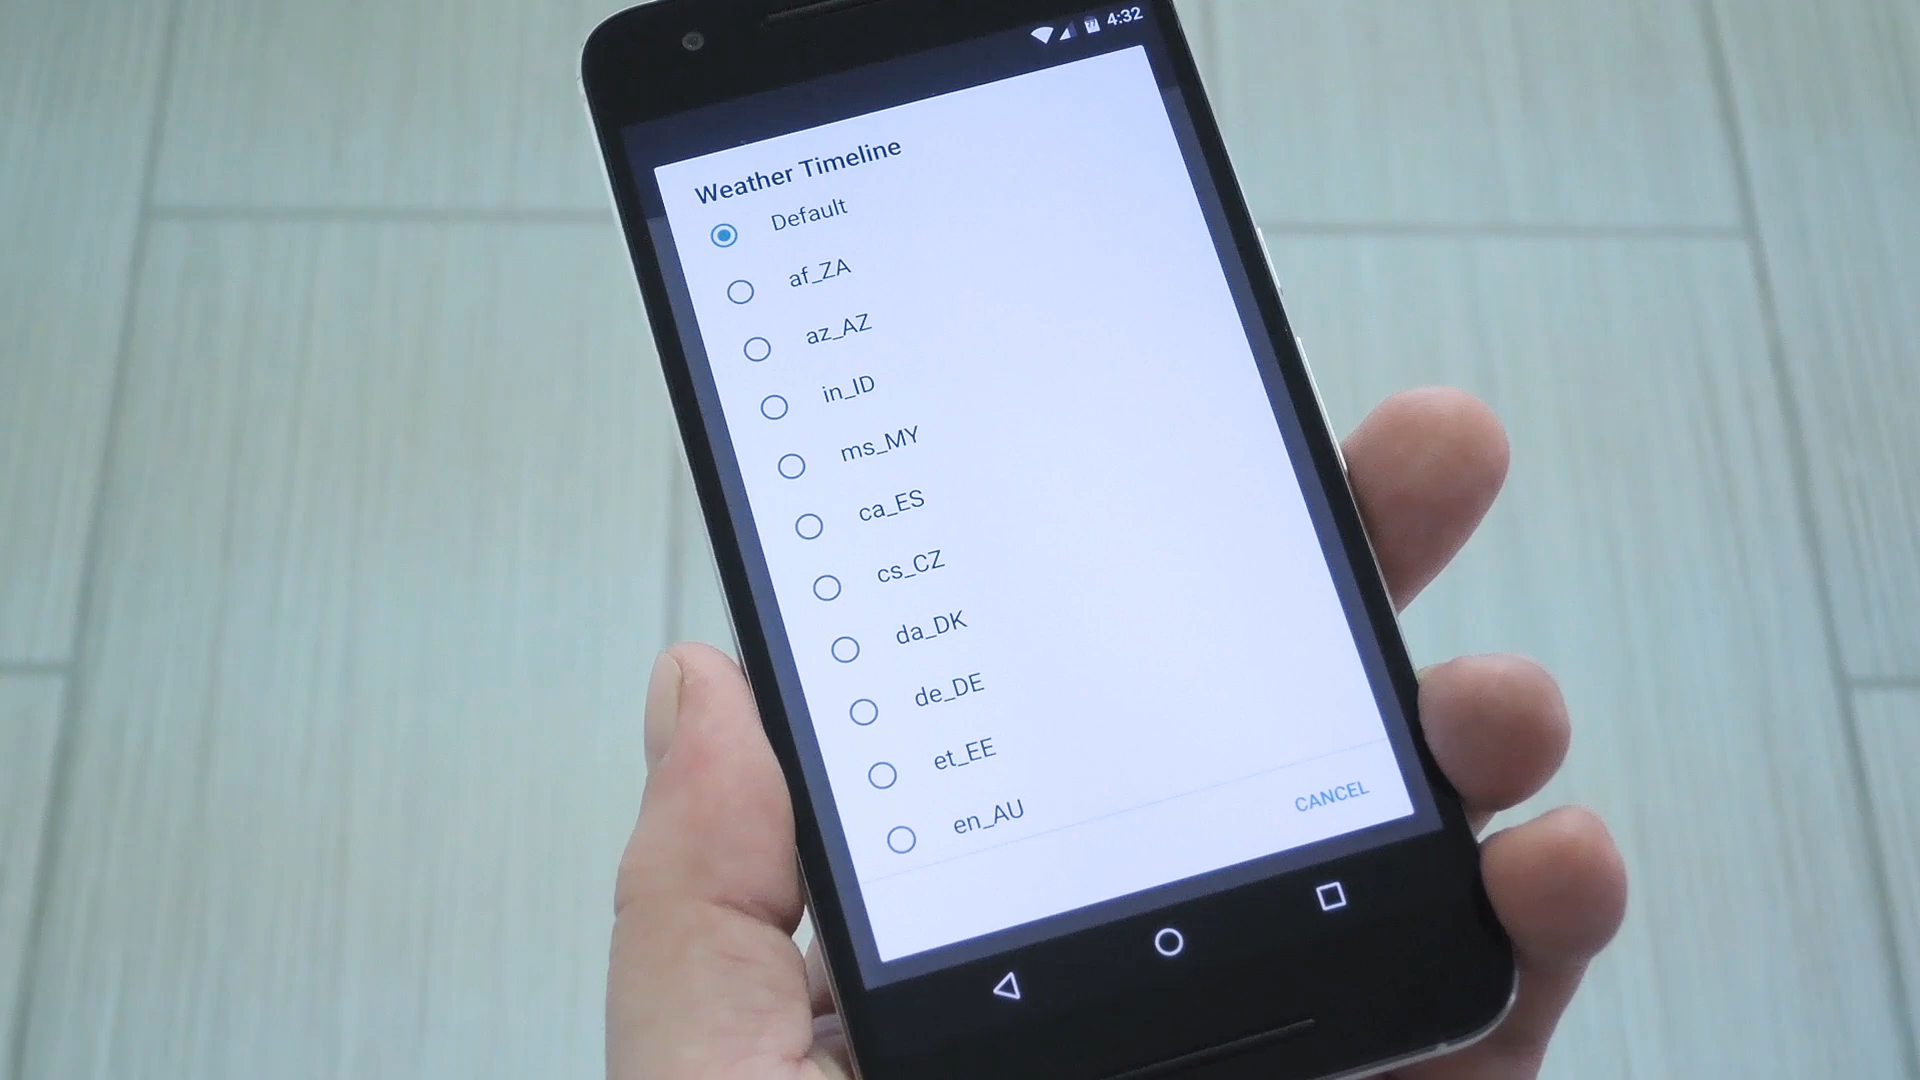 4:32
Weather Timeline
Default
af_ZA
az_AZ
in_ID
ms_MY
ca_ES
cs_CZ
da_DK
de_DE
et_EE
en_AU
CANCEL